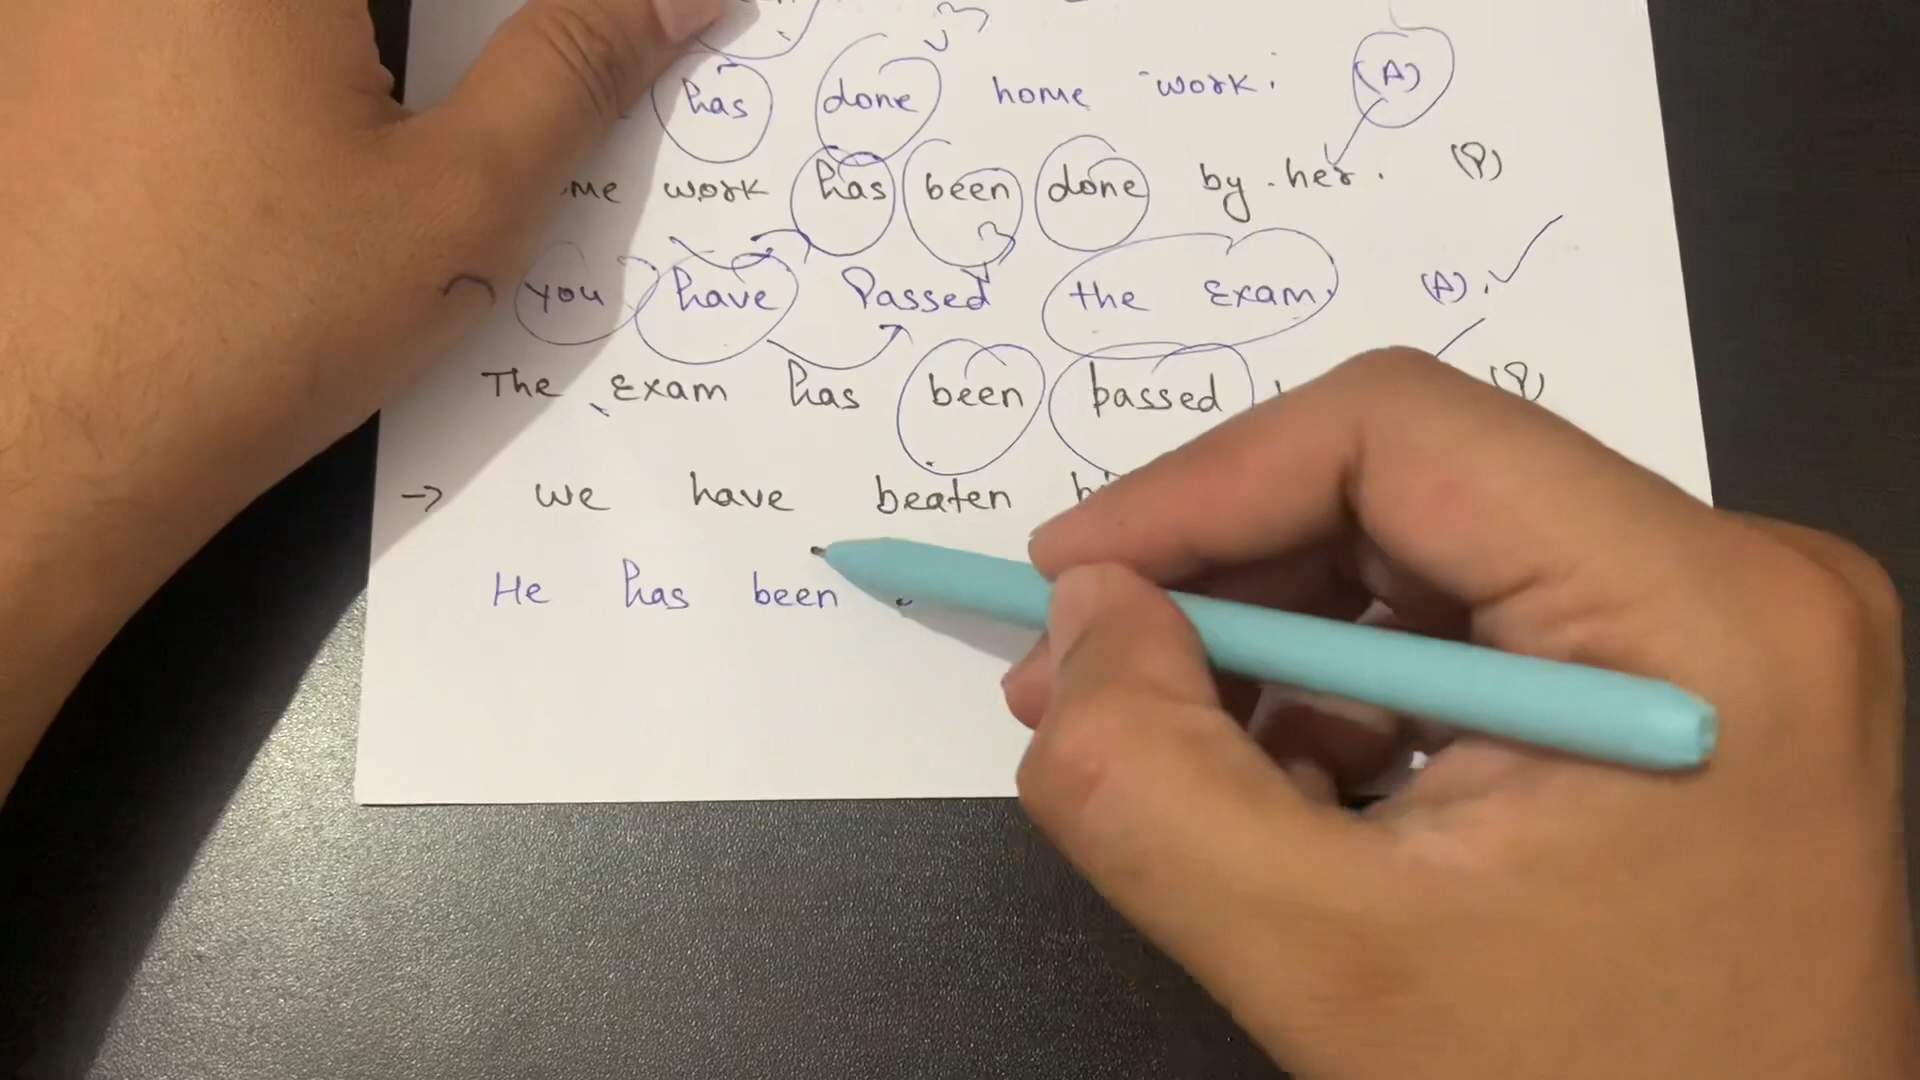 has done home work. (A)
me work has been done by her. (P)
3
you have Passed the Exam, (A).
The Exam has been passed (P)
→ we have beaten
He has been